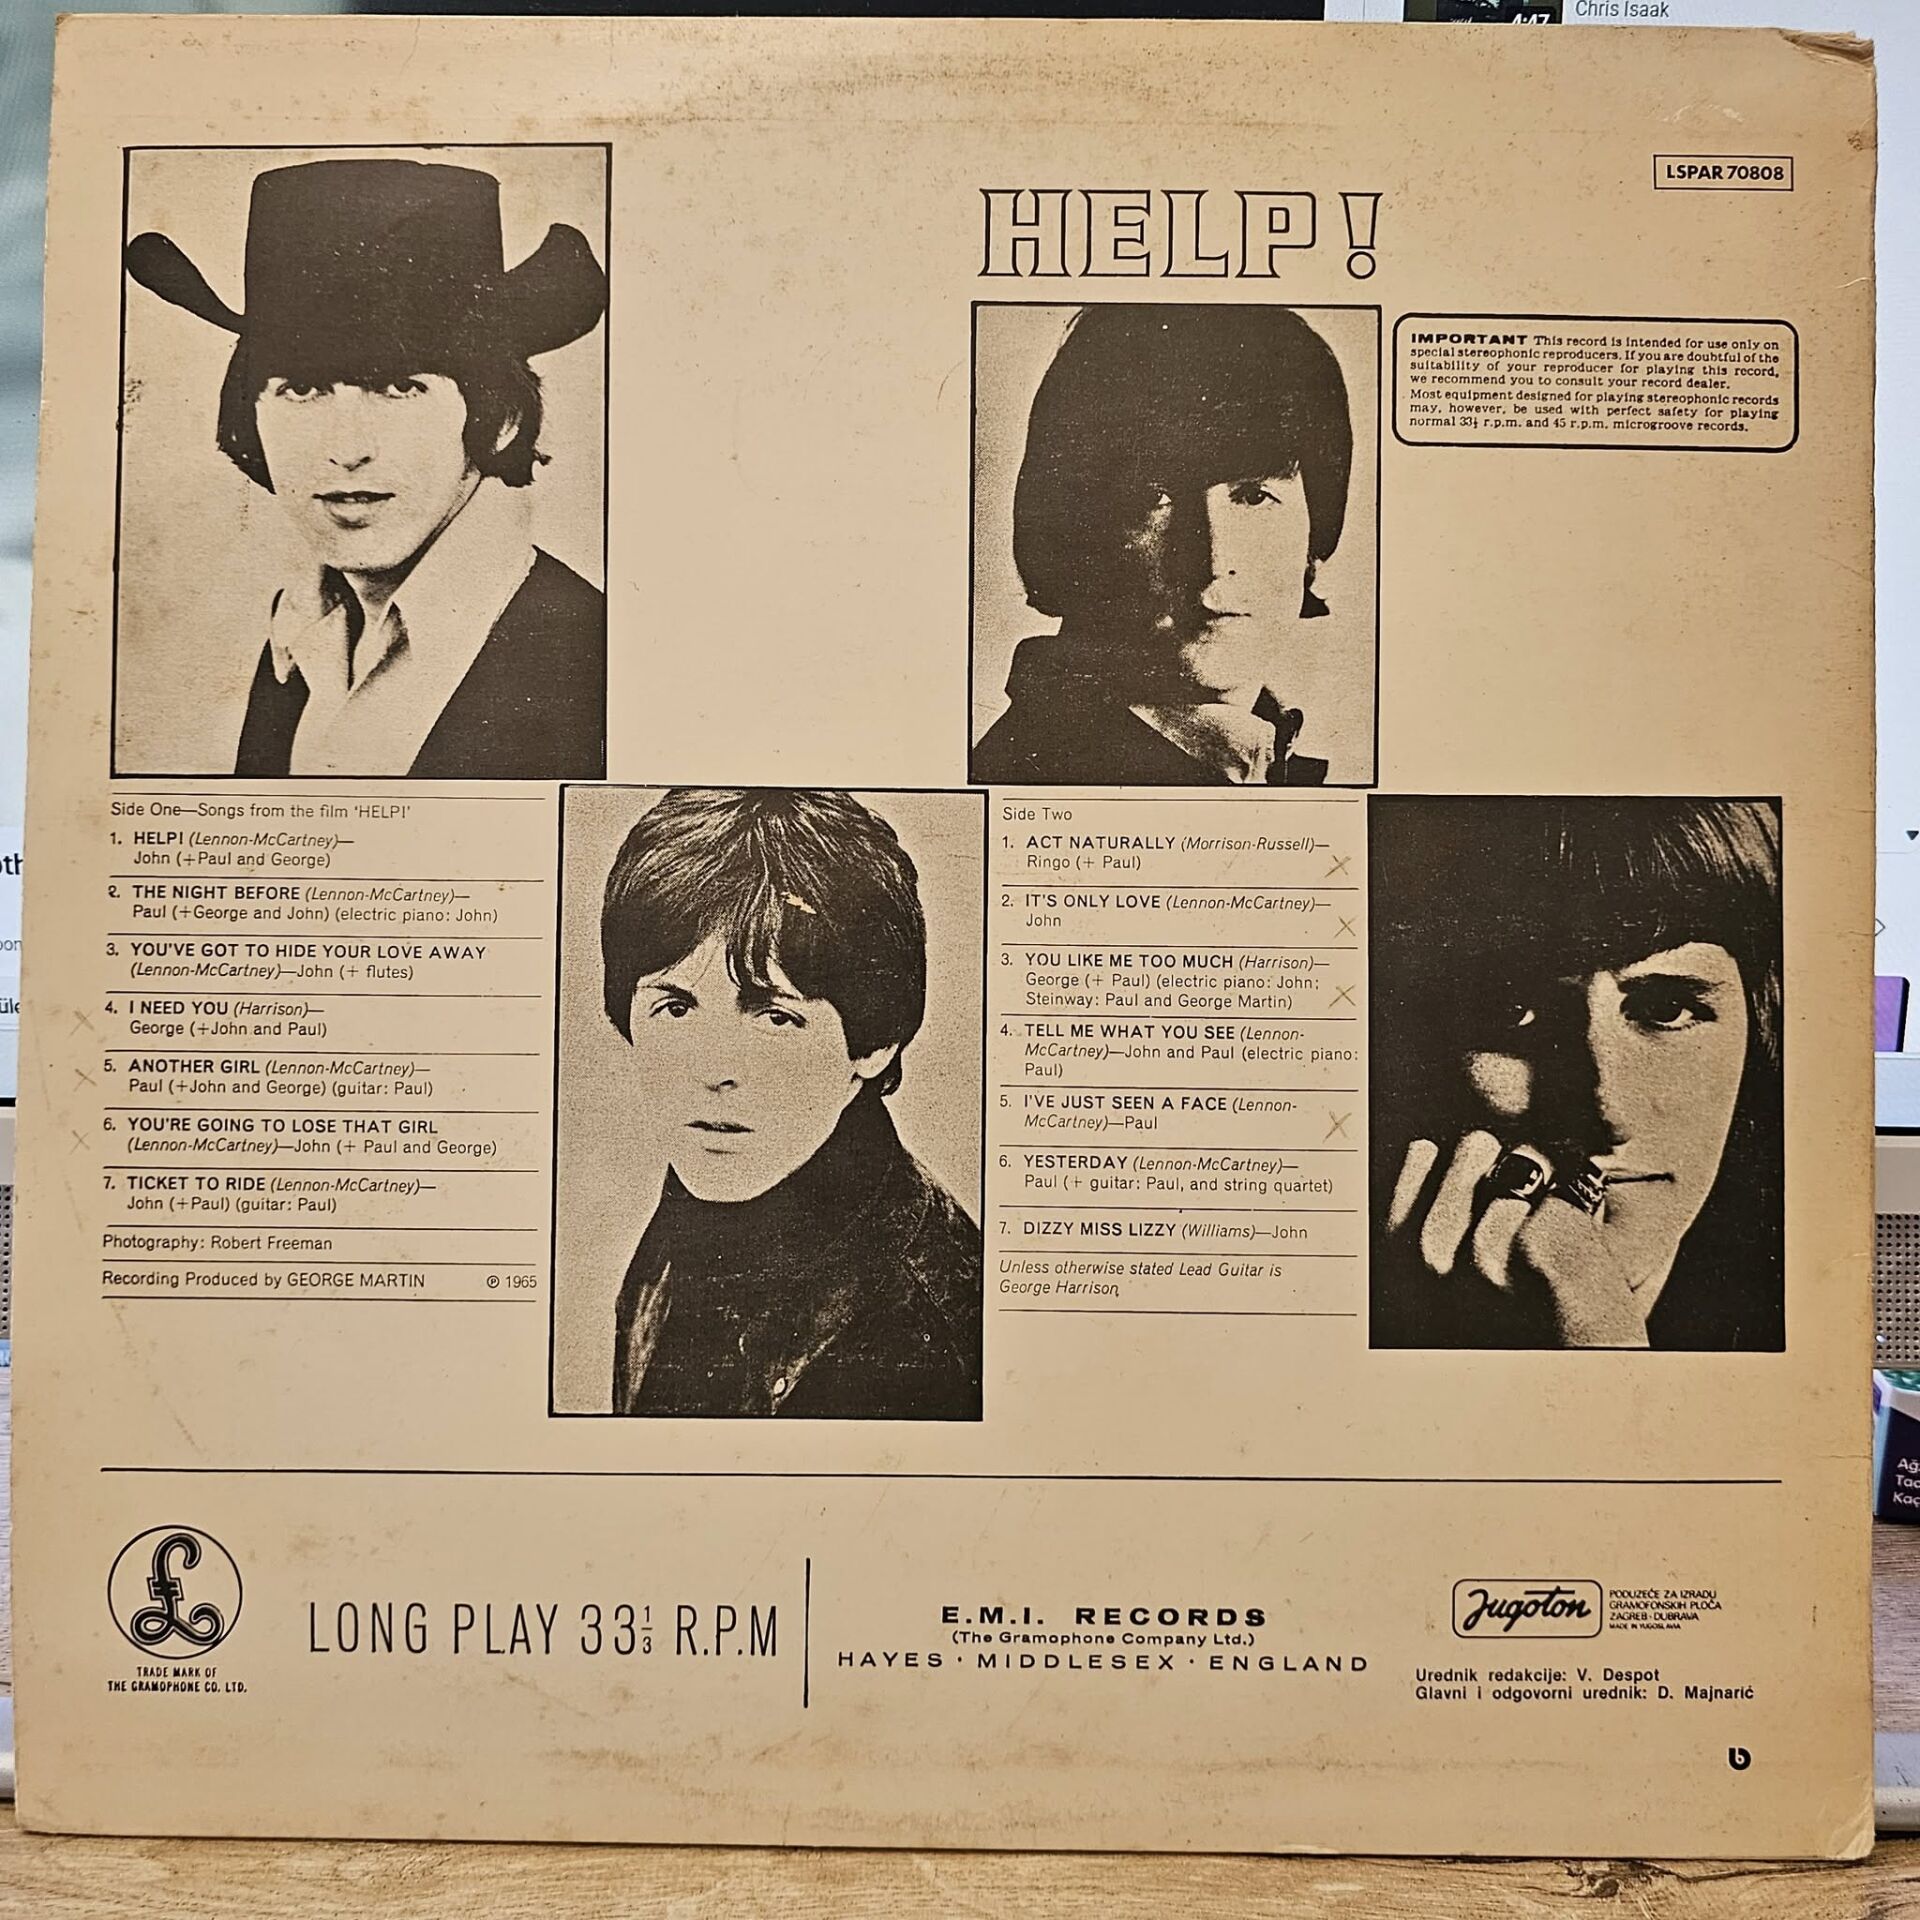 Chris Isaak
4:47
LSPAR 70808
HELP!
IMPORTANT This record is intended for use only on
special stereophonic reproducers. If you are doubtful of the
suitability of your reproducer for playing this record,
we recommend you to consult your record dealer.
Most equipment designed for playing stereophonic records
may, however, be used with perfect safety for playing
normal 33⅓ r.p.m. and 45 r.p.m. microgroove records.
Side One—Songs from the film 'HELP!'
1. HELP! (Lennon-McCartney)—
John (+Paul and George)
2. THE NIGHT BEFORE (Lennon-McCartney)—
Paul (+George and John) (electric piano: John)
3. YOU'VE GOT TO HIDE YOUR LOVE AWAY
(Lennon-McCartney)—John (+ flutes)
4. I NEED YOU (Harrison)—
George (+John and Paul)
5. ANOTHER GIRL (Lennon-McCartney)—
Paul (+John and George) (guitar: Paul)
6. YOU'RE GOING TO LOSE THAT GIRL
(Lennon-McCartney)—John (+ Paul and George)
7. TICKET TO RIDE (Lennon-McCartney)—
John (+Paul) (guitar: Paul)
Photography: Robert Freeman
Recording Produced by GEORGE MARTIN ℗ 1965
Side Two
1. ACT NATURALLY (Morrison-Russell)—
Ringo (+ Paul)
2. IT'S ONLY LOVE (Lennon-McCartney)—
John
3. YOU LIKE ME TOO MUCH (Harrison)—
George (+ Paul) (electric piano: John;
Steinway: Paul and George Martin)
4. TELL ME WHAT YOU SEE (Lennon-
McCartney)—John and Paul (electric piano:
Paul)
5. I'VE JUST SEEN A FACE (Lennon-
McCartney)—Paul
6. YESTERDAY (Lennon-McCartney)—
Paul (+ guitar: Paul, and string quartet)
7. DIZZY MISS LIZZY (Williams)—John
Unless otherwise stated Lead Guitar is
George Harrison
£
TRADE MARK OF
THE GRAMOPHONE CO. LTD.
LONG PLAY 33⅓ R.P.M
E.M.I. RECORDS
(The Gramophone Company Ltd.)
HAYES · MIDDLESEX · ENGLAND
Jugoton
PODUZEĆE ZA IZRADU
GRAMOFONSKIH PLOČA
ZAGREB - DUBRAVA
MADE IN YUGOSLAVIA
Urednik redakcije: V. Despot
Glavni i odgovorni urednik: D. Majnarić
b